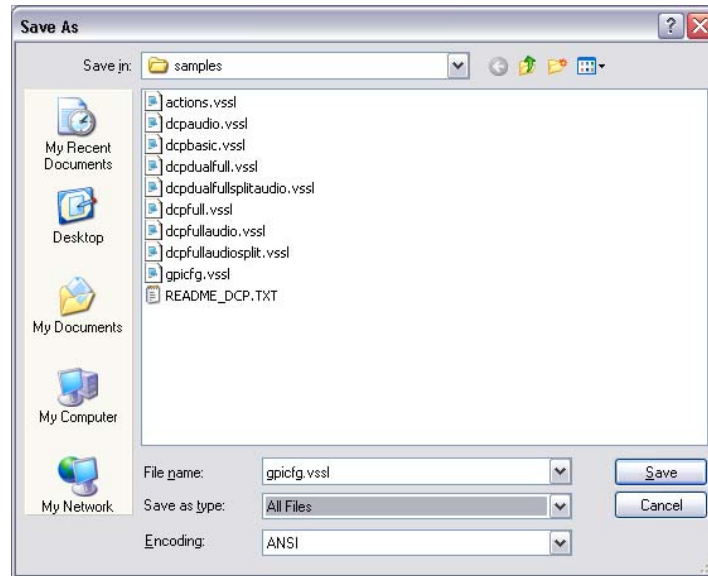 Save As
Save in:
samples
My Recent
Documents
Desktop
My Documents
My Computer
My Network
actions.vssl
dcpaudio.vssl
dcpbasic.vssl
dcpdualfull.vssl
dcpdualfullsplitaudio.vssl
dcpfull.vssl
dcpfullaudio.vssl
dcpfullaudiosplit.vssl
gpicfg.vssl
README_DCP.TXT
File name:
gpicfg.vssl
Save
Save as type:
All Files
Cancel
Encoding:
ANSI